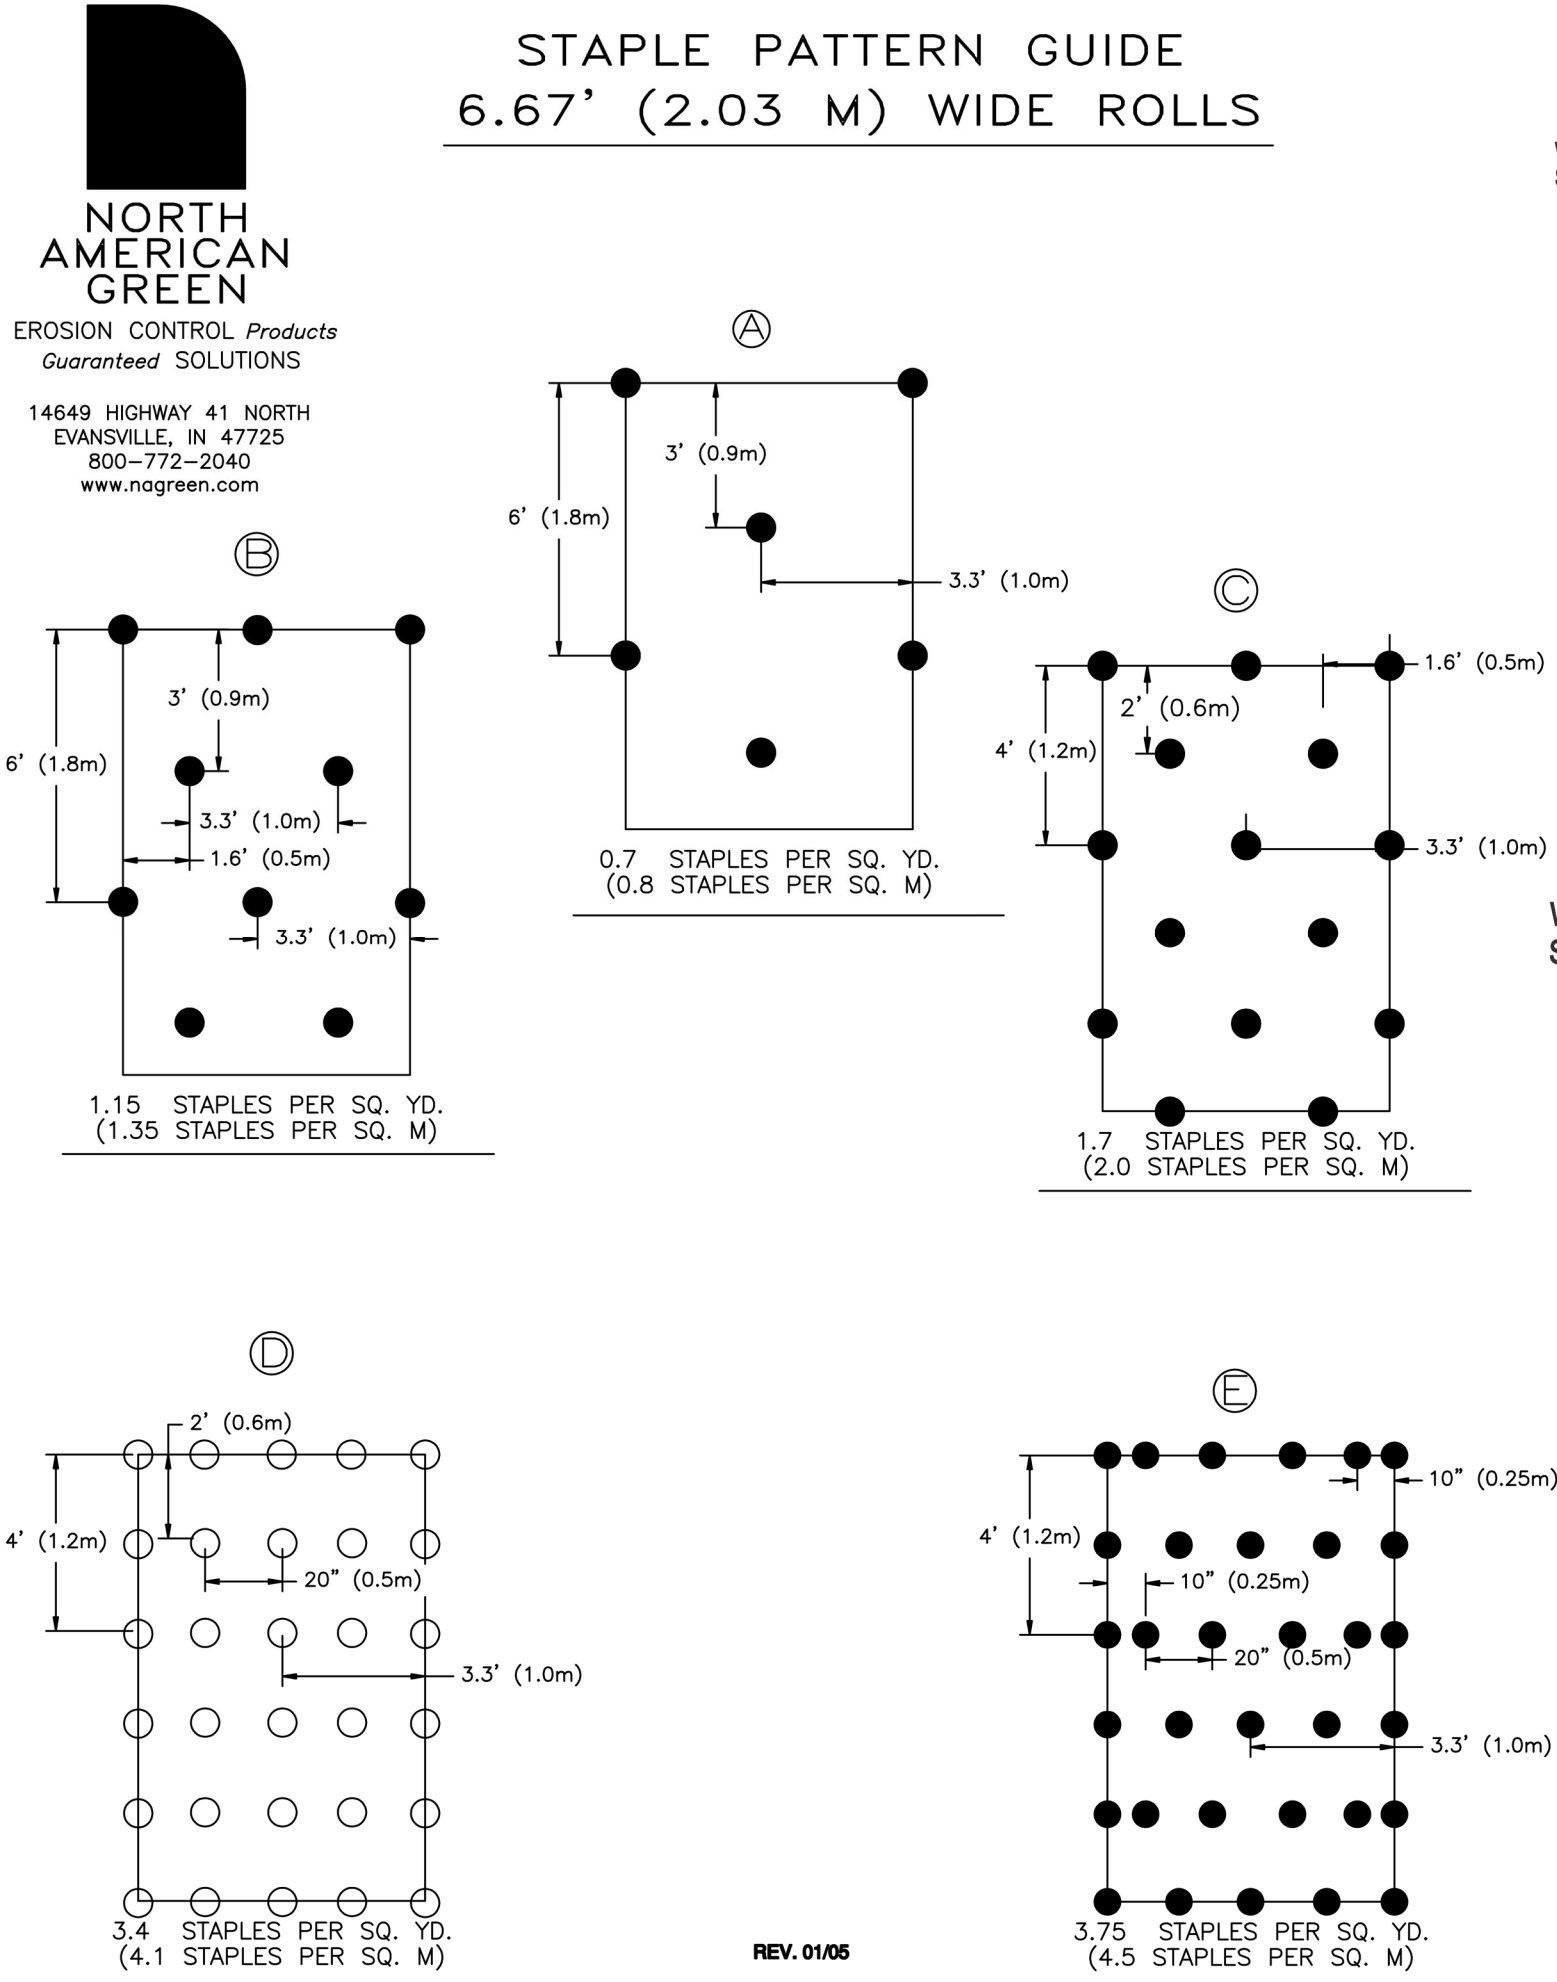 STAPLE PATTERN GUIDE
6.67' (2.03 M) WIDE ROLLS
NORTH
AMERICAN
GREEN
EROSION CONTROL Products
Guaranteed SOLUTIONS
14649 HIGHWAY 41 NORTH
EVANSVILLE, IN 47725
800-772-2040
www.nagreen.com
A
3' (0.9m)
6' (1.8m)
3.3' (1.0m)
0.7 STAPLES PER SQ. YD.
(0.8 STAPLES PER SQ. M)
B
3' (0.9m)
6' (1.8m)
3.3' (1.0m)
1.6' (0.5m)
3.3' (1.0m)
1.15 STAPLES PER SQ. YD.
(1.35 STAPLES PER SQ. M)
C
1.6' (0.5m)
2' (0.6m)
4' (1.2m)
3.3' (1.0m)
1.7 STAPLES PER SQ. YD.
(2.0 STAPLES PER SQ. M)
D
2' (0.6m)
4' (1.2m)
20" (0.5m)
3.3' (1.0m)
3.4 STAPLES PER SQ. YD.
(4.1 STAPLES PER SQ. M)
E
10" (0.25m)
4' (1.2m)
10" (0.25m)
20" (0.5m)
3.3' (1.0m)
3.75 STAPLES PER SQ. YD.
(4.5 STAPLES PER SQ. M)
REV. 01/05